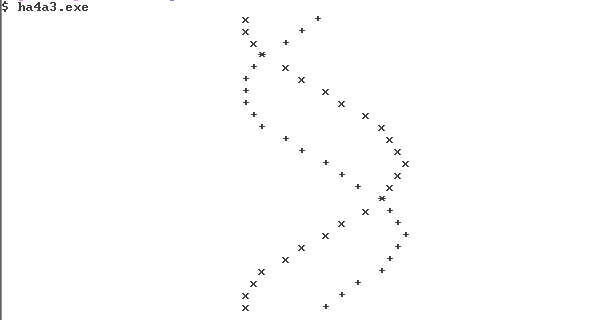 $ ha4a3.exe
x +
x +
x +
*
+ x
+ x
+ x
+ x
+ x
+ x
+ x
+ x
+ x
+ x
+ x
*
x +
x +
x +
x +
x +
x +
x +
x +
x +